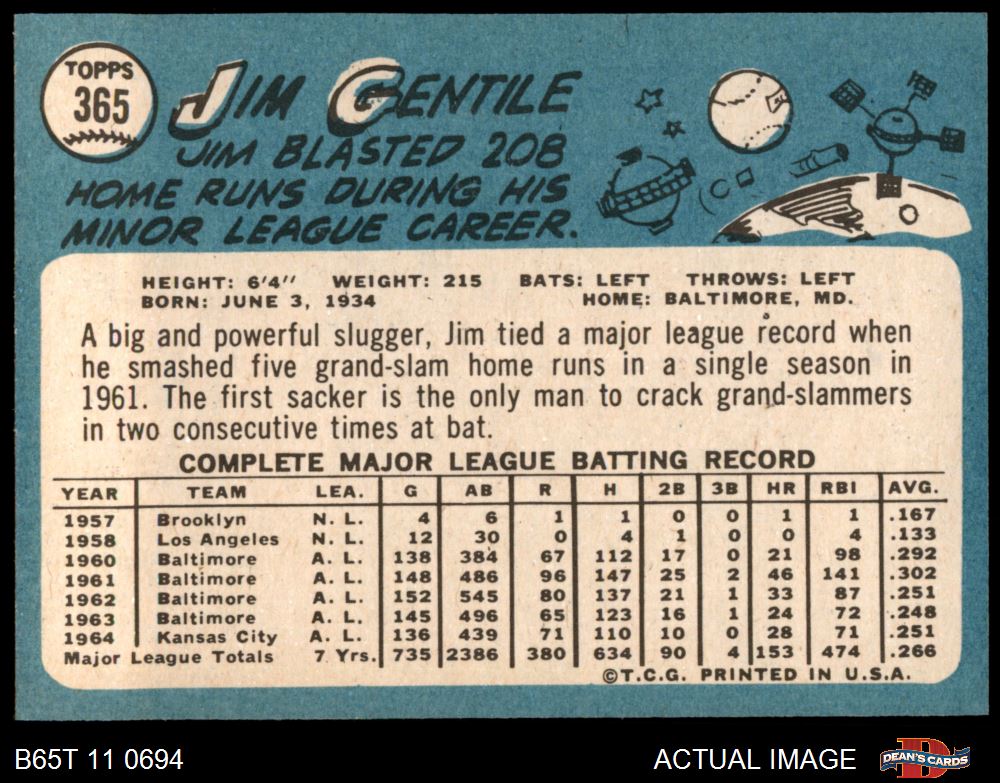 TOPPS
365
JIM GENTILE
JIM BLASTED 208
HOME RUNS DURING HIS
MINOR LEAGUE CAREER.
HEIGHT: 6'4" WEIGHT: 215 BATS: LEFT THROWS: LEFT
BORN: JUNE 3, 1934 HOME: BALTIMORE, MD.
A big and powerful slugger, Jim tied a major league record when
he smashed five grand-slam home runs in a single season in
1961. The first sacker is the only man to crack grand-slammers
in two consecutive times at bat.
COMPLETE MAJOR LEAGUE BATTING RECORD
YEAR TEAM LEA. G AB R H 2B 3B HR RBI AVG.
1957 Brooklyn N. L. 4 6 1 1 0 0 1 1 .167
1958 Los Angeles N. L. 12 30 0 4 1 0 0 4 .133
1960 Baltimore A. L. 138 384 67 112 17 0 21 98 .292
1961 Baltimore A. L. 148 486 96 147 25 2 46 141 .302
1962 Baltimore A. L. 152 545 80 137 21 1 33 87 .251
1963 Baltimore A. L. 145 496 65 123 16 1 24 72 .248
1964 Kansas City A. L. 136 439 71 110 10 0 28 71 .251
Major League Totals 7 Yrs. 735 2386 380 634 90 4 153 474 .266
©T.C.G. PRINTED IN U.S.A.
B65T 11 0694 ACTUAL IMAGE DEAN'S CARDS